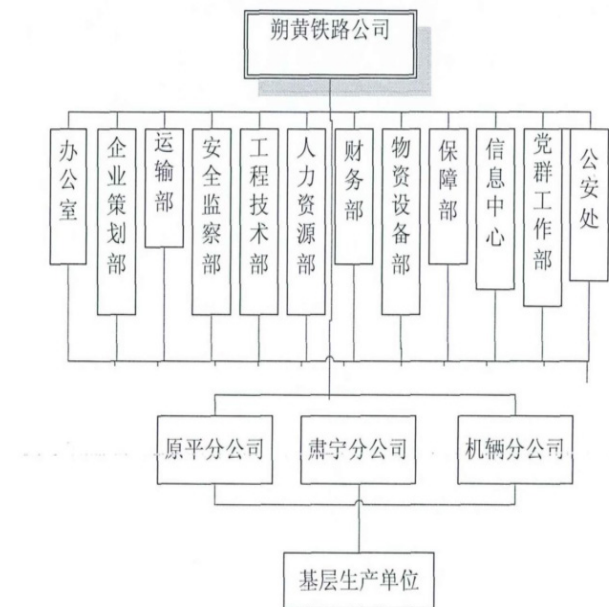 朔黄铁路公司
办公室
企业策划部
运输部
安全监察部
工程技术部
人力资源部
财务部
物资设备部
保障部
信息中心
党群工作部
公安处
原平分公司
肃宁分公司
机辆分公司
基层生产单位